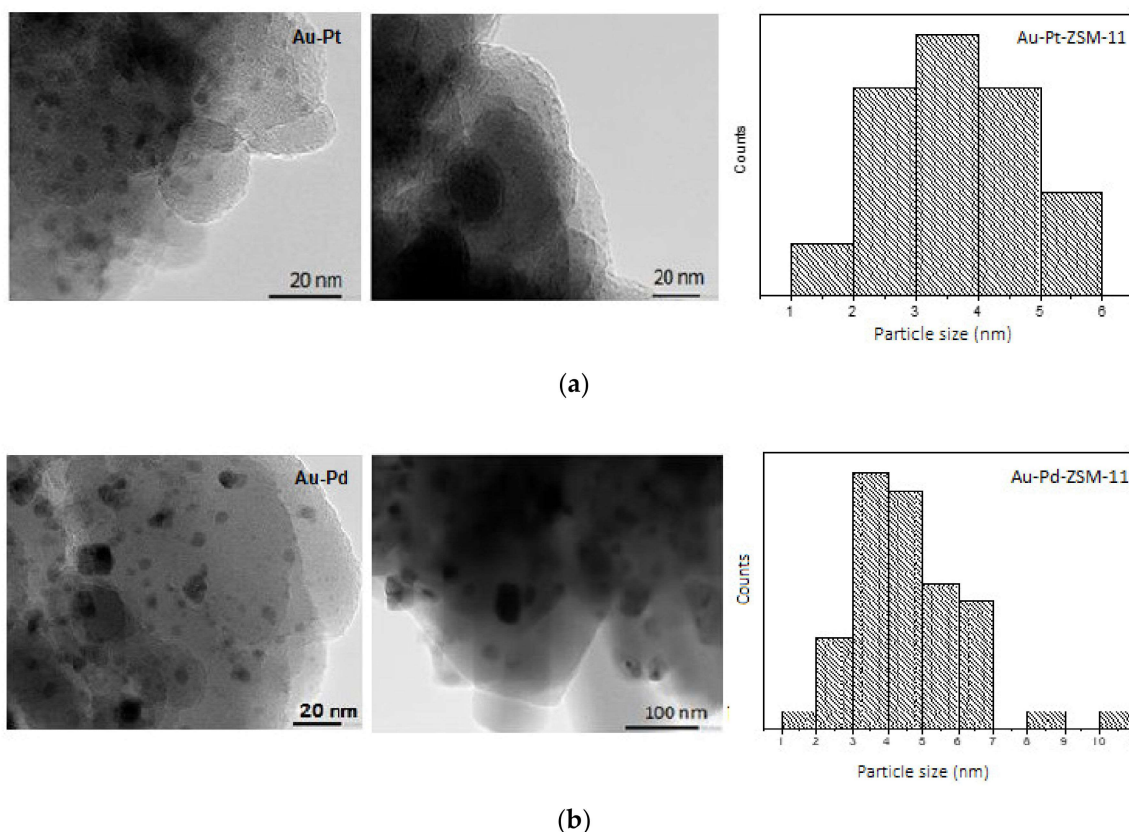 Au-Pt
20 nm
20 nm
Au-Pt-ZSM-11
Counts
1 2 3 4 5 6
Particle size (nm)
(a)
Au-Pd
20 nm
100 nm
Au-Pd-ZSM-11
Counts
1 2 3 4 5 6 7 8 9 10
Particle size (nm)
(b)